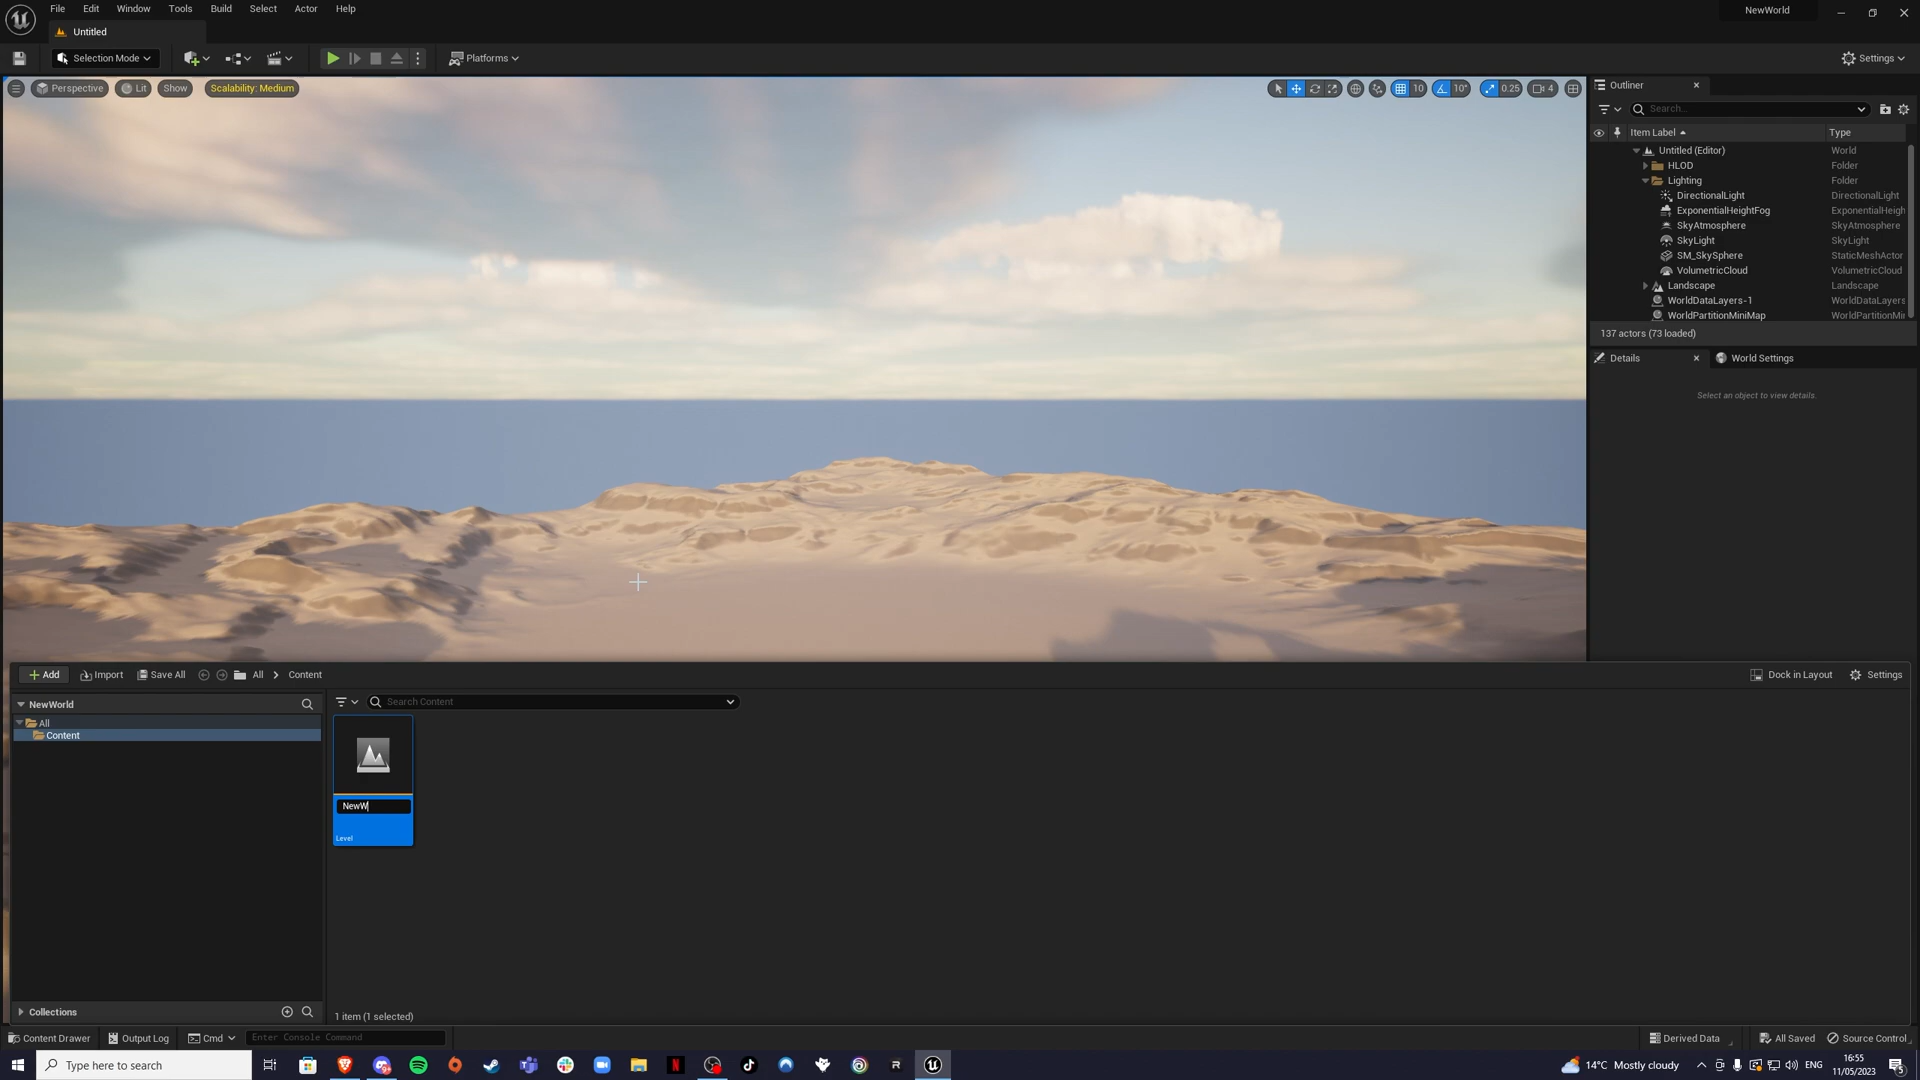 File Edit Window Tools Build Select Actor Help
NewWorld
Untitled
Selection Mode
Platforms
Settings
Perspective Lit Show Scalability: Medium
10 10° 0.25 4
Outliner
Search...
Item Label Type
Untitled (Editor) World
HLOD Folder
Lighting Folder
DirectionalLight DirectionalLight
ExponentialHeightFog ExponentialHeigh
SkyAtmosphere SkyAtmosphere
SkyLight SkyLight
SM_SkySphere StaticMeshActor
VolumetricCloud VolumetricCloud
Landscape Landscape
WorldDataLayers-1 WorldDataLayers
WorldPartitionMiniMap WorldPartitionMi
137 actors (73 loaded)
Details World Settings
Select an object to view details.
Add Import Save All All Content
Dock in Layout Settings
NewWorld
All
Content
Search Content
NewW
Level
Collections
1 item (1 selected)
Content Drawer Output Log Cmd Enter Console Command
Derived Data All Saved Source Control
Type here to search
14°C Mostly cloudy
ENG
16:55
11/05/2023
5